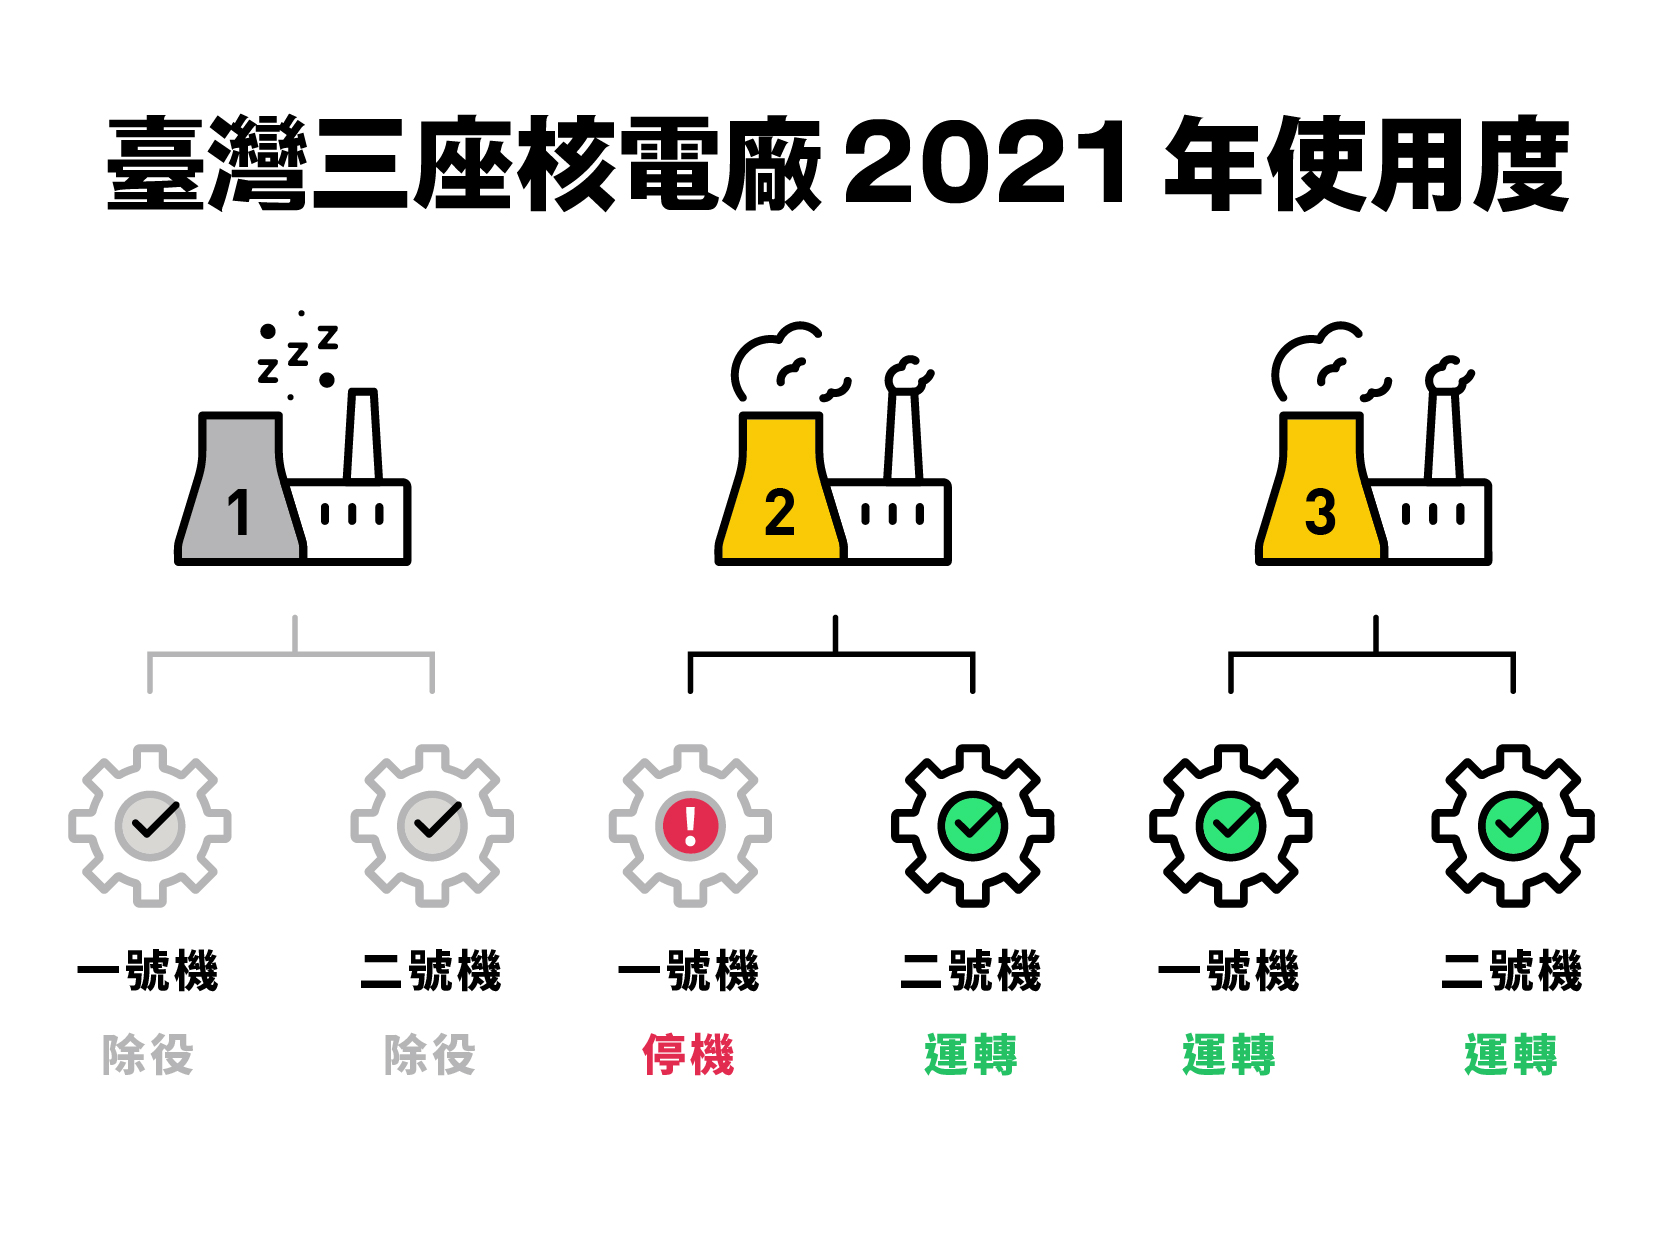 臺灣三座核電廠 2021 年使用度
z z z
1 2 3
!
一號機 二號機 一號機 二號機 一號機 二號機
除役 除役 停機 運轉 運轉 運轉